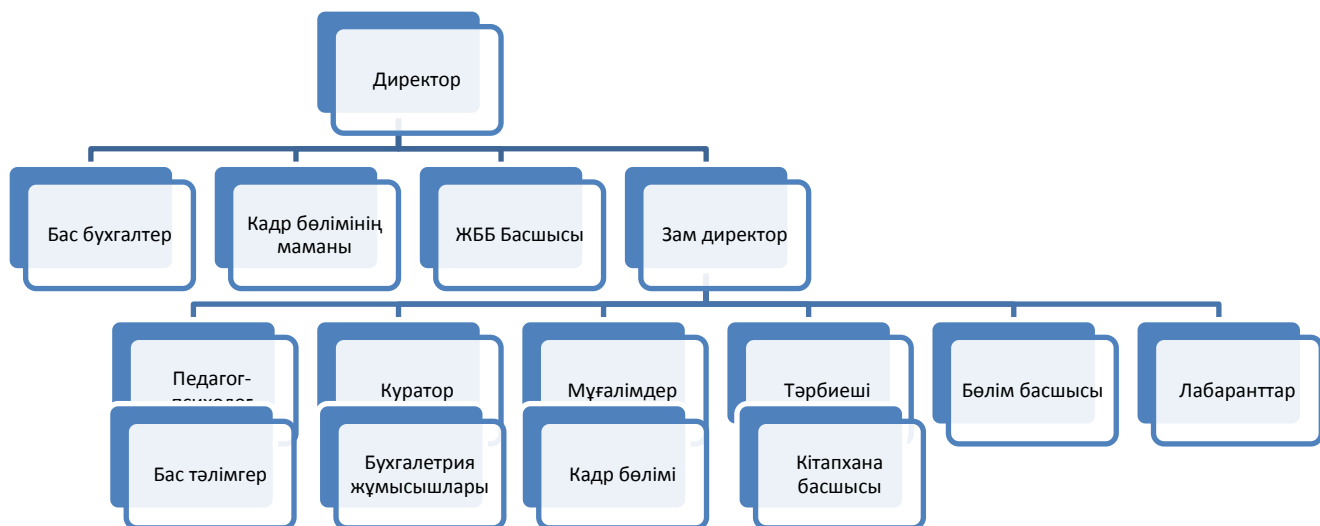 Директор
Бас бухгалтер
Кадр бөлімінің
маманы
ЖББ Басшысы
Зам директор
Педагог-
психолог
Куратор
Мұғалімдер
Тәрбиеші
Бөлім басшысы
Лабаранттар
Бас тәлімгер
Бухгалетрия
жұмысышлары
Кадр бөлімі
Кітапхана
басшысы